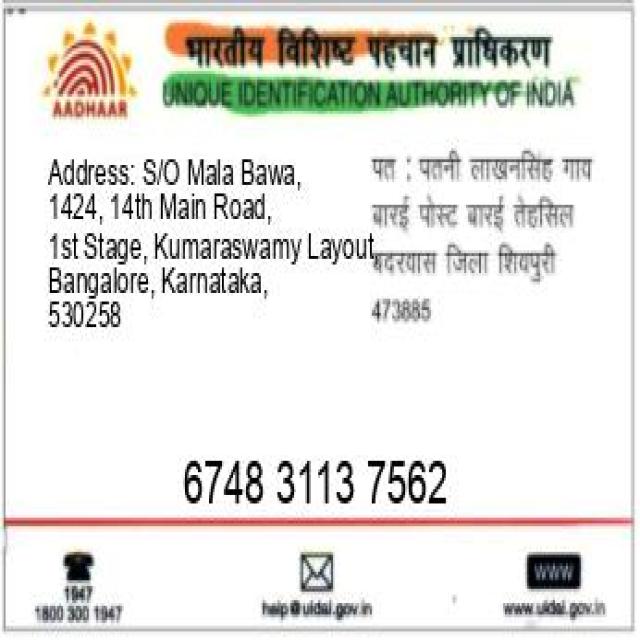 भारतीय विशिष्ट पहचान प्राधिकरण
AADHAAR
UNIQUE IDENTIFICATION AUTHORITY OF INDIA
Address: S/O Mala Bawa,
1424, 14th Main Road,
1st Stage, Kumaraswamy Layout,
Bangalore, Karnataka,
530258
पत : पतनी लाखनसिंह गाय
बारई पोस्ट बारई तेहसिल
बदरवास जिला शिवपुरी
473885
6748 3113 7562
1947
1800 300 1947
help@uidai.gov.in
www
www.uidai.gov.in